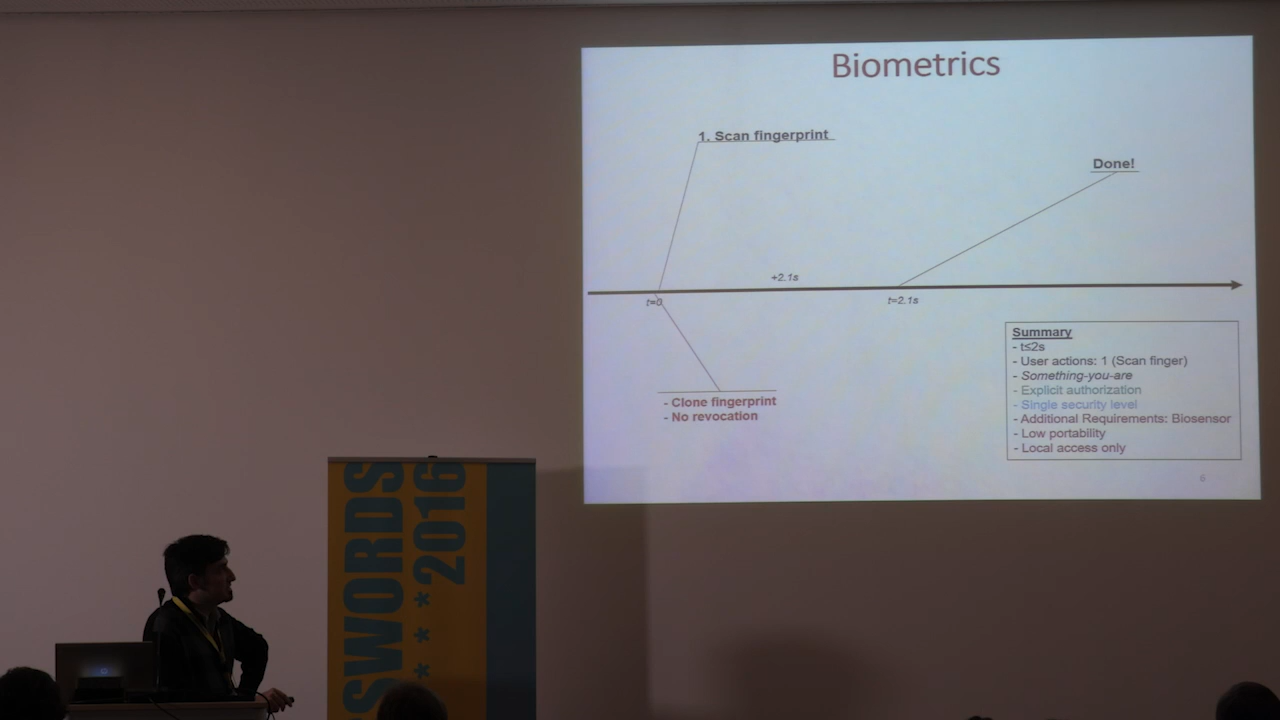 Biometrics
1. Scan fingerprint
Done!
+2.1s
t=0
t=2.1s
- Clone fingerprint
- No revocation
Summary
- t≤2s
- User actions: 1 (Scan finger)
- Something-you-are
- Explicit authorization
- Single security level
- Additional Requirements: Biosensor
- Low portability
- Local access only
6
SWORDS
****2016